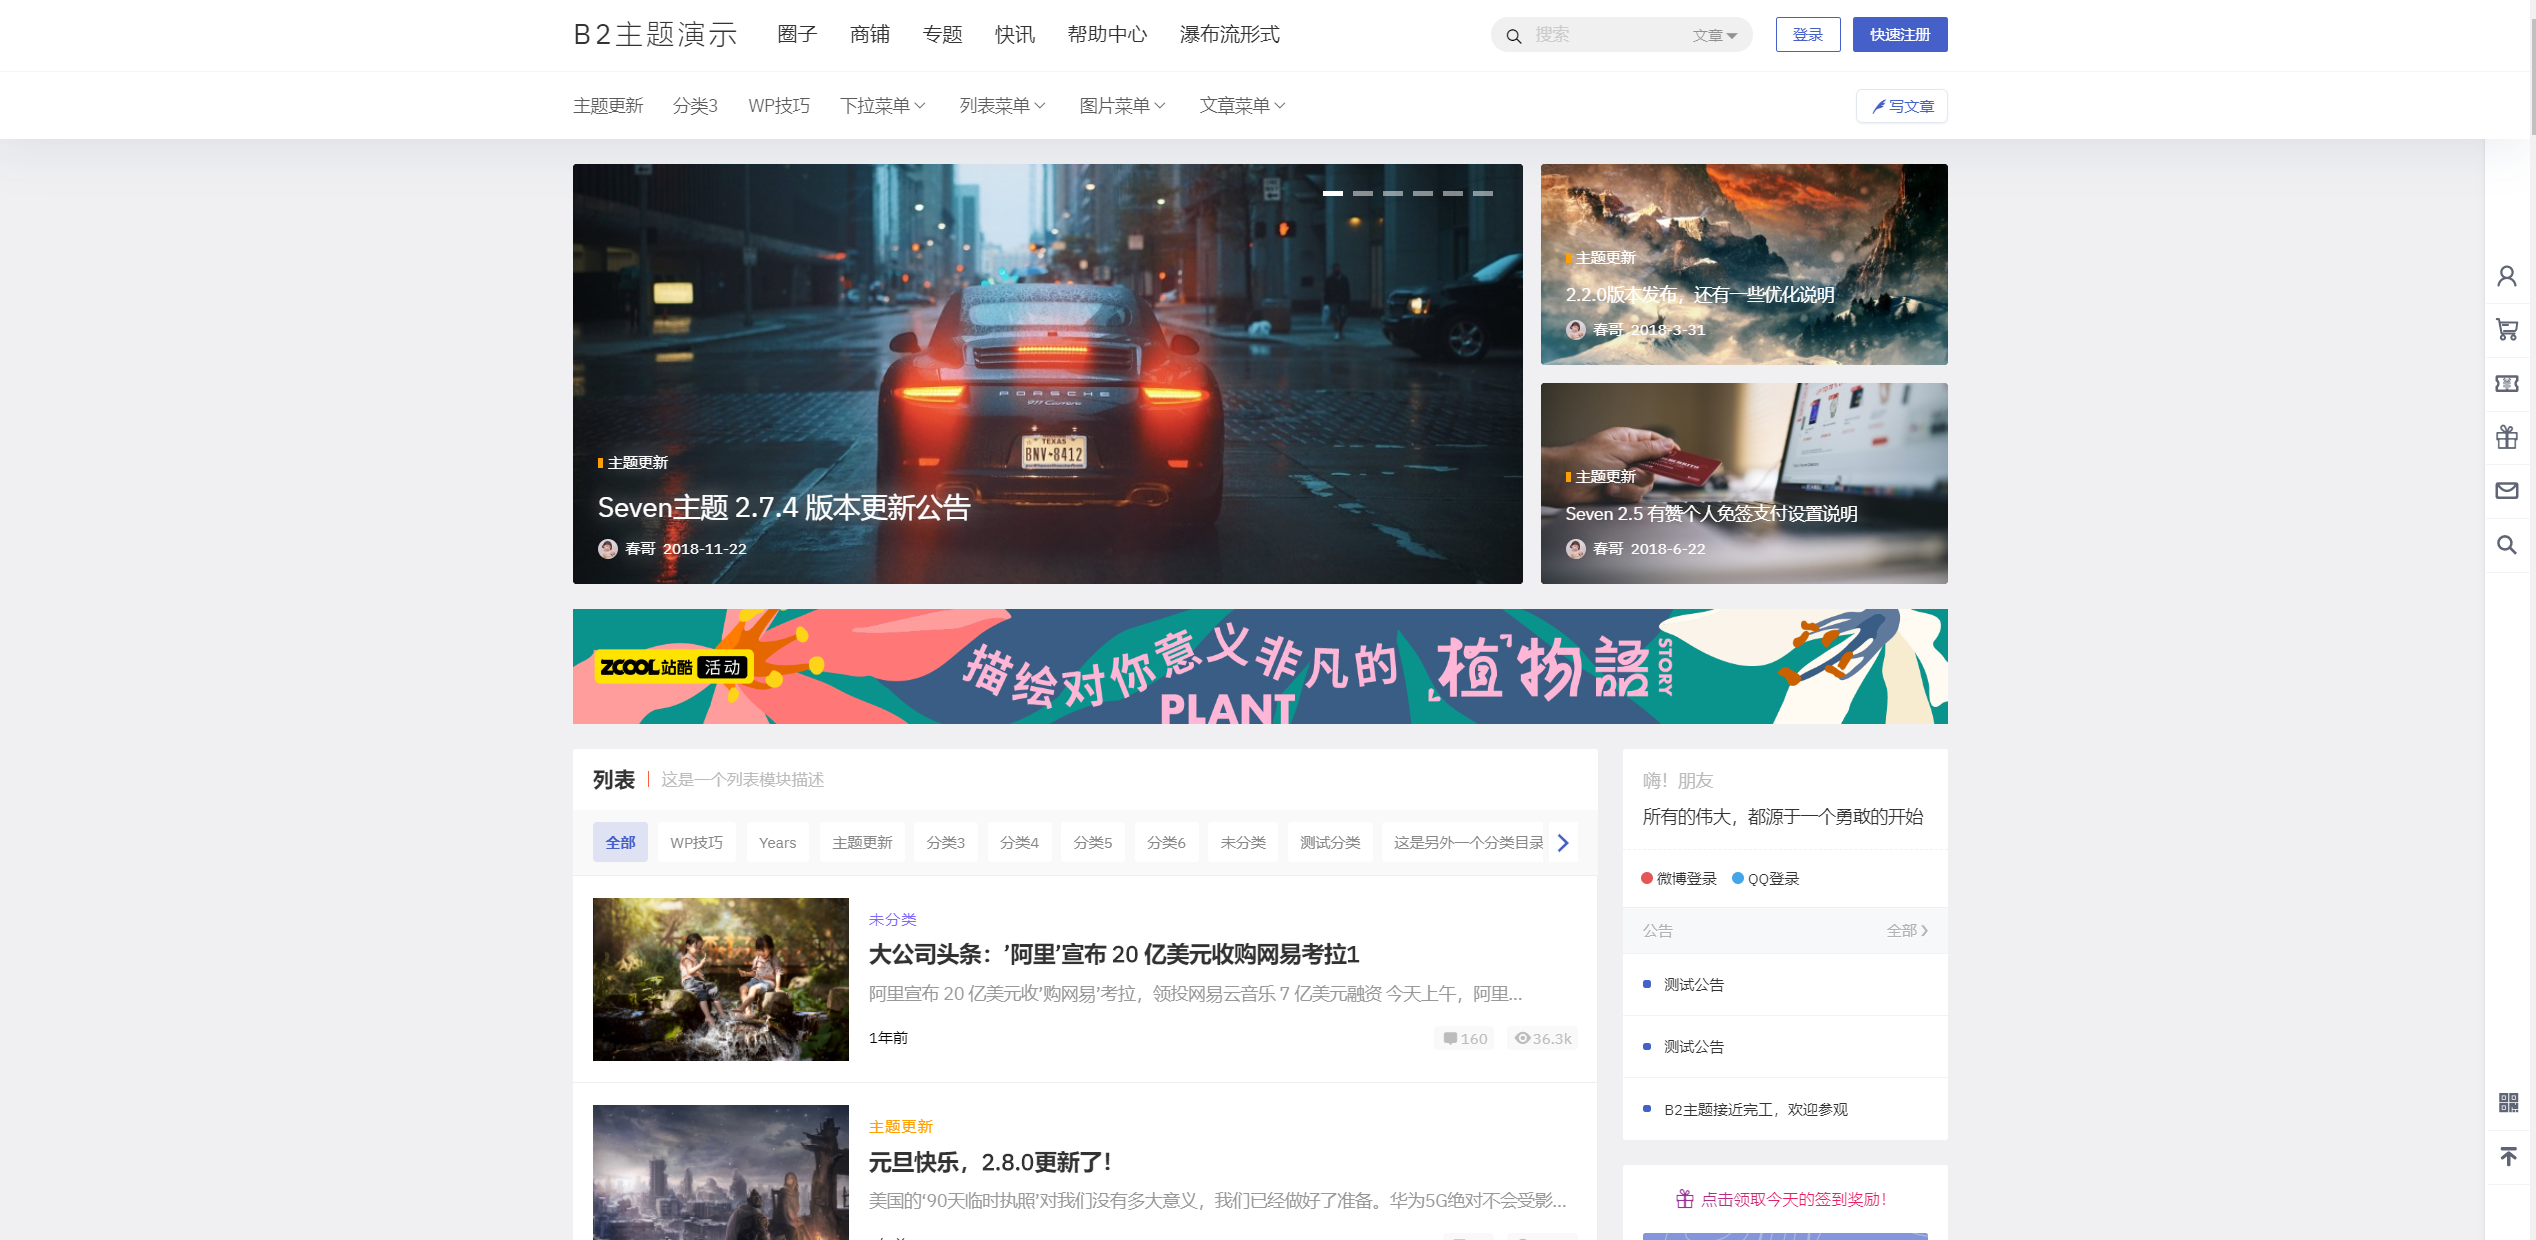 B2主题演示 圈子 商铺 专题 快讯 帮助中心 瀑布流形式 搜索 文章 登录 快速注册
主题更新 分类3 WP技巧 下拉菜单 列表菜单 图片菜单 文章菜单 写文章
主题更新
Seven主题 2.7.4 版本更新公告
春哥 2018-11-22
PORSCHE
911 Carrera
TEXAS
BNV-8412
主题更新
2.2.0版本发布，还有一些优化说明
春哥 2018-3-31
主题更新
Seven 2.5 有赞个人免签支付设置说明
春哥 2018-6-22
ZCOOL站酷 活动
描绘对你意义非凡的「植物語」
PLANT
STORY
列表 这是一个列表模块描述
全部 WP技巧 Years 主题更新 分类3 分类4 分类5 分类6 未分类 测试分类 这是另外一个分类目录
未分类
大公司头条：’阿里’宣布 20 亿美元收购网易考拉1
阿里宣布 20 亿美元收’购网易’考拉，领投网易云音乐 7 亿美元融资 今天上午，阿里...
1年前 160 36.3k
主题更新
元旦快乐，2.8.0更新了！
美国的‘90天临时执照’对我们没有多大意义，我们已经做好了准备。华为5G绝对不会受影...
嗨！朋友
所有的伟大，都源于一个勇敢的开始
微博登录 QQ登录
公告 全部
测试公告
测试公告
B2主题接近完工，欢迎参观
点击领取今天的签到奖励！